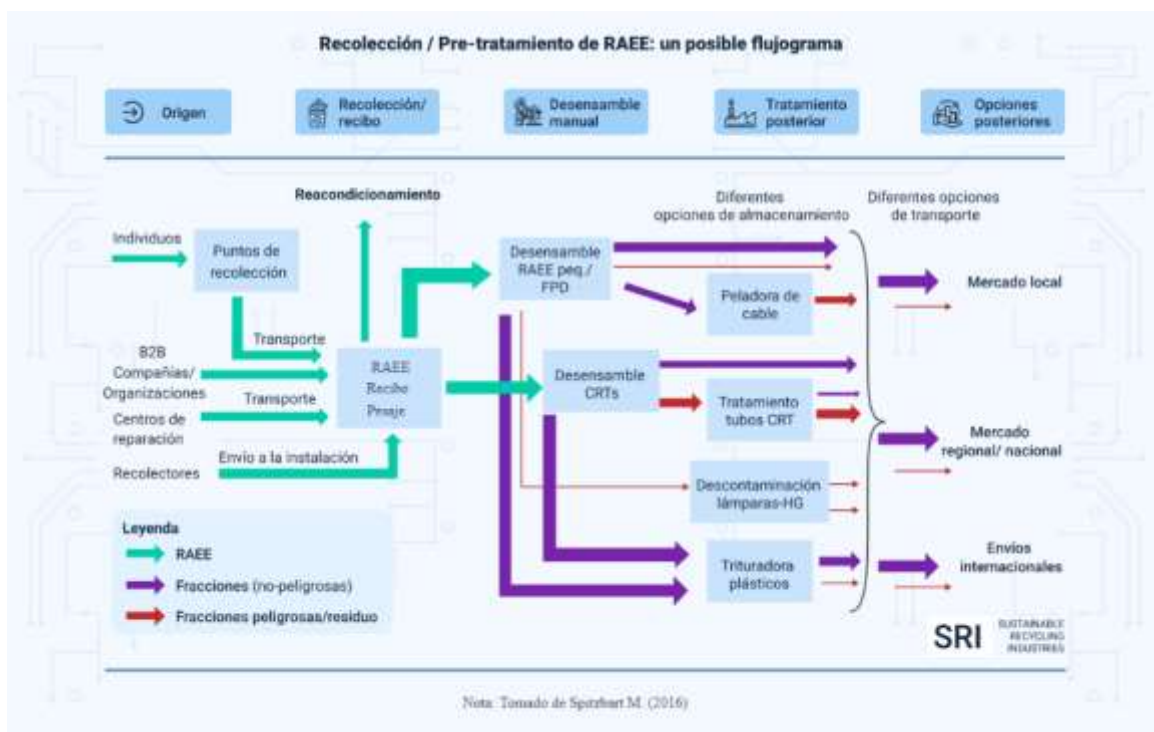 Recolección / Pre-tratamiento de RAEE: un posible flujograma
Origen
Recolección/
recibo
Desensamble
manual
Tratamiento
posterior
Opciones
posteriores
Reacondicionamiento
Diferentes
opciones de almacenamiento
Diferentes opciones
de transporte
Individuos
Puntos de
recolección
Desensamble
RAEE peq./
FPD
Peladora de
cable
Mercado local
B2B
Compañias/
Organizaciones
Transporte
RAEE
Recibo
Pesaje
Desensamble
CRTs
Tratamiento
tubos CRT
Transporte
Centros de
reparación
Mercado
regional/ nacional
Envío a la instalación
Recolectores
Descontaminación
lámparas-HG
Leyenda
RAEE
Fracciones (no-peligrosas)
Fracciones peligrosas/residuo
Trituradora
plásticos
Envíos
internacionales
SRI
SUSTAINABLE
RECYCLING
INDUSTRIES
Nota: Tomado de Spitzbart M. (2016)